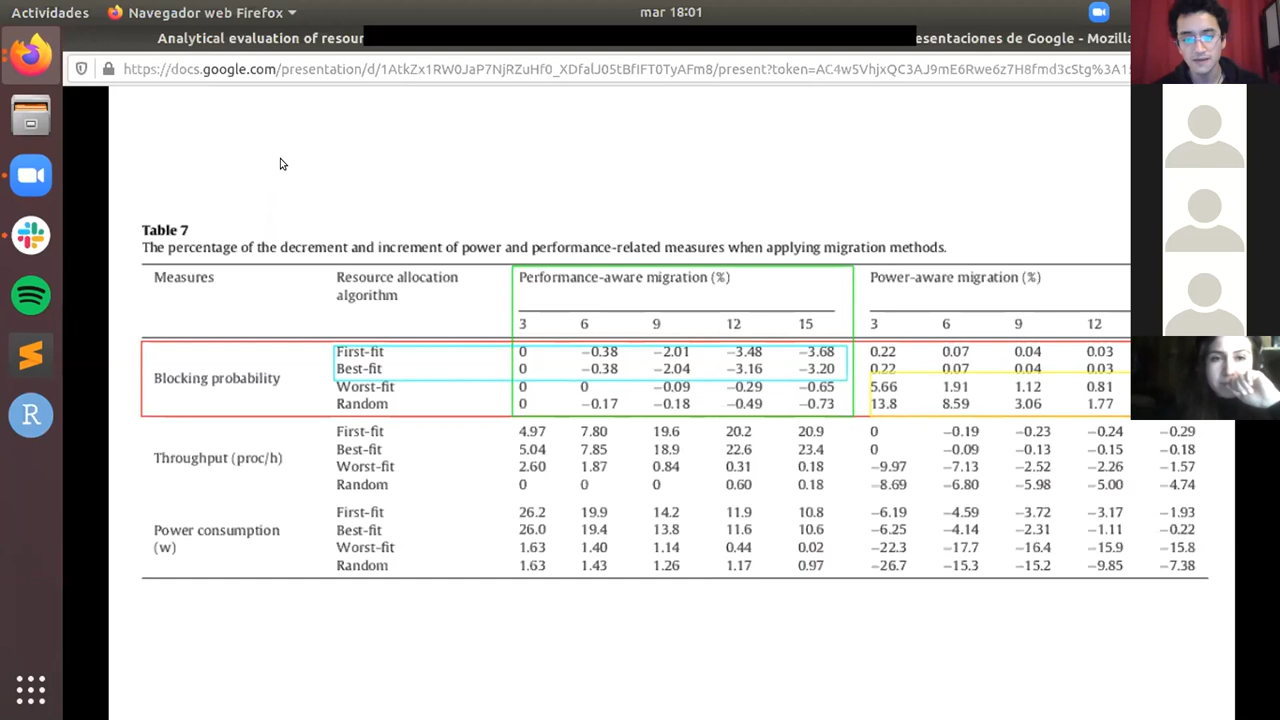 Actividades Navegador web Firefox mar 18:01
Analytical evaluation of resour esentaciones de Google - Mozilla
https://docs.google.com/presentation/d/1AtkZx1RW0JaP7NjRZuHf0_XDfalJ05tBfIFT0TyAFm8/present?token=AC4w5VhjxQC3AJ9mE6Rwe6z7H8fmd3cStg%3A1
Table 7
The percentage of the decrement and increment of power and performance-related measures when applying migration methods.
Measures Resource allocation algorithm Performance-aware migration (%) Power-aware migration (%)
3 6 9 12 15 3 6 9 12
Blocking probability
First-fit 0 −0.38 −2.01 −3.48 −3.68 0.22 0.07 0.04 0.03
Best-fit 0 −0.38 −2.04 −3.16 −3.20 0.22 0.07 0.04 0.03
Worst-fit 0 0 −0.09 −0.29 −0.65 5.66 1.91 1.12 0.81
Random 0 −0.17 −0.18 −0.49 −0.73 13.8 8.59 3.06 1.77
Throughput (proc/h)
First-fit 4.97 7.80 19.6 20.2 20.9 0 −0.19 −0.23 −0.24 −0.29
Best-fit 5.04 7.85 18.9 22.6 23.4 0 −0.09 −0.13 −0.15 −0.18
Worst-fit 2.60 1.87 0.84 0.31 0.18 −9.97 −7.13 −2.52 −2.26 −1.57
Random 0 0 0 0.60 0.18 −8.69 −6.80 −5.98 −5.00 −4.74
Power consumption
(w)
First-fit 26.2 19.9 14.2 11.9 10.8 −6.19 −4.59 −3.72 −3.17 −1.93
Best-fit 26.0 19.4 13.8 11.6 10.6 −6.25 −4.14 −2.31 −1.11 −0.22
Worst-fit 1.63 1.40 1.14 0.44 0.02 −22.3 −17.7 −16.4 −15.9 −15.8
Random 1.63 1.43 1.26 1.17 0.97 −26.7 −15.3 −15.2 −9.85 −7.38
R